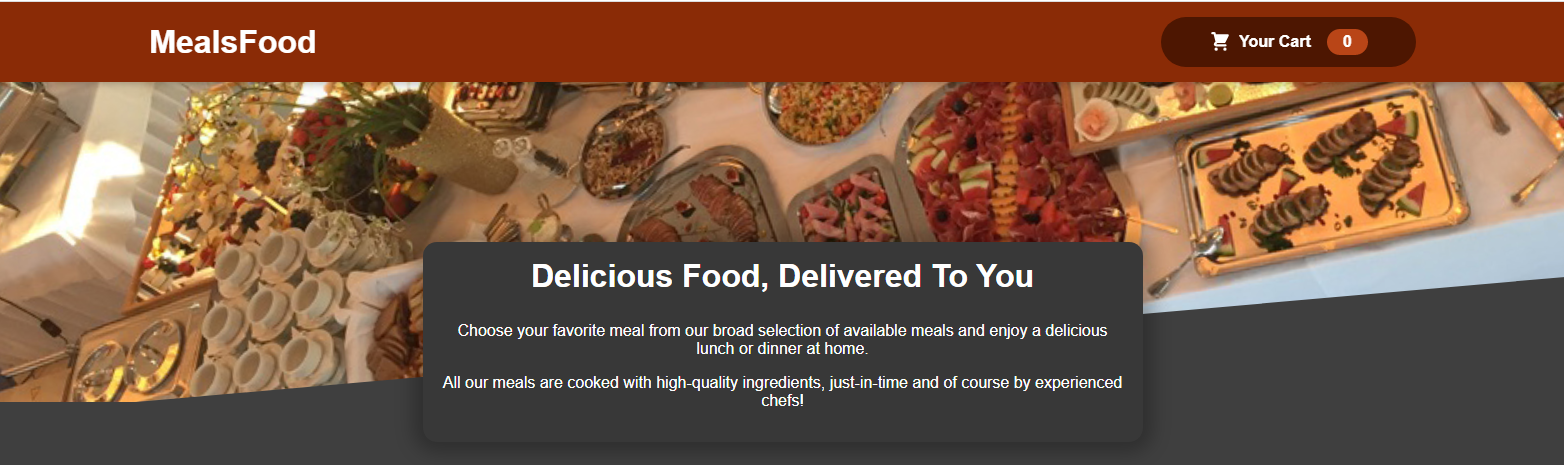 MealsFood
Your Cart 0
Delicious Food, Delivered To You
Choose your favorite meal from our broad selection of available meals and enjoy a delicious
lunch or dinner at home.
All our meals are cooked with high-quality ingredients, just-in-time and of course by experienced
chefs!